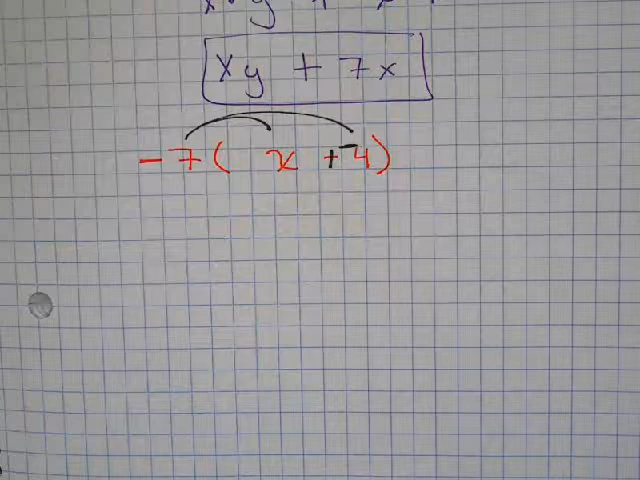 xy + 7x
-7( x + -4)